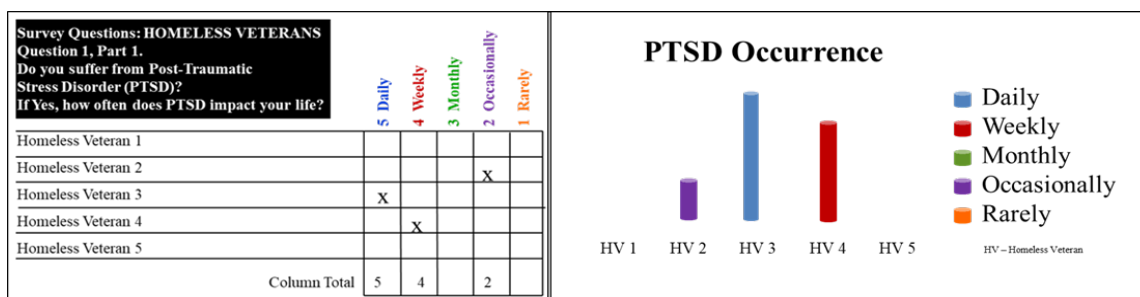 Survey Questions: HOMELESS VETERANS
Question 1, Part 1.
Do you suffer from Post-Traumatic
Stress Disorder (PTSD)?
If Yes, how often does PTSD impact your life?
5 Daily
4 Weekly
3 Monthly
2 Occasionally
1 Rarely
Homeless Veteran 1
Homeless Veteran 2 x
Homeless Veteran 3 x
Homeless Veteran 4 x
Homeless Veteran 5
Column Total 5 4 2
PTSD Occurrence
Daily
Weekly
Monthly
Occasionally
Rarely
HV 1 HV 2 HV 3 HV 4 HV 5
HV – Homeless Veteran